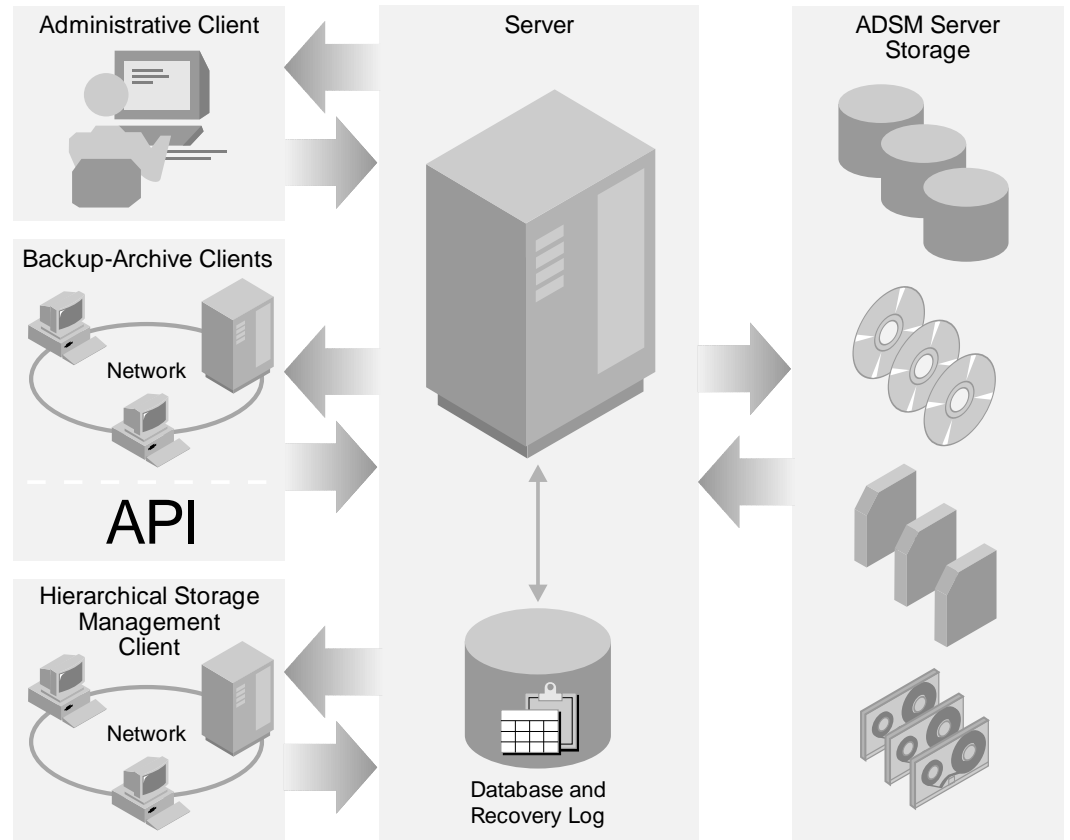 Administrative Client
Backup-Archive Clients
Network
API
Hierarchical Storage
Management
Client
Network
Server
Database and
Recovery Log
ADSM Server
Storage